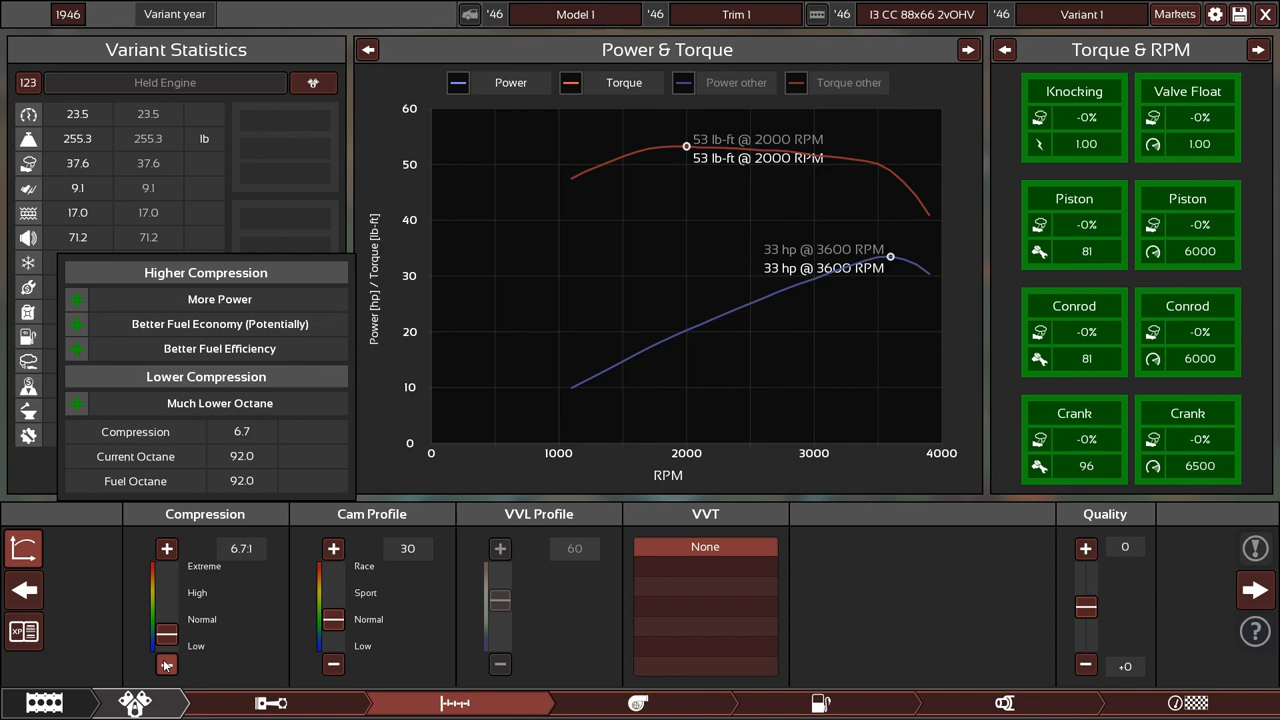 1946
Variant year
'46
Model 1
'46
Trim 1
'46
I3 CC 88x66 2vOHV
'46
Variant 1
Markets
Variant Statistics
123
Held Engine
23.5 23.5
255.3 255.3 lb
37.6 37.6
9.1 9.1
17.0 17.0
71.2 71.2
Higher Compression
More Power
Better Fuel Economy (Potentially)
Better Fuel Efficiency
Lower Compression
Much Lower Octane
Compression 6.7
Current Octane 92.0
Fuel Octane 92.0
Power & Torque
Power
Torque
Power other
Torque other
60
50
40
30
20
10
0
Power [hp] / Torque [lb-ft]
53 lb-ft @ 2000 RPM
53 lb-ft @ 2000 RPM
33 hp @ 3600 RPM
33 hp @ 3600 RPM
0 1000 2000 3000 4000
RPM
Torque & RPM
Knocking
-0%
1.00
Valve Float
-0%
1.00
Piston
-0%
81
Piston
-0%
6000
Conrod
-0%
81
Conrod
-0%
6000
Crank
-0%
96
Crank
-0%
6500
Compression
6.7:1
Extreme
High
Normal
Low
Cam Profile
30
Race
Sport
Normal
Low
VVL Profile
60
VVT
None
Quality
0
+0
XP